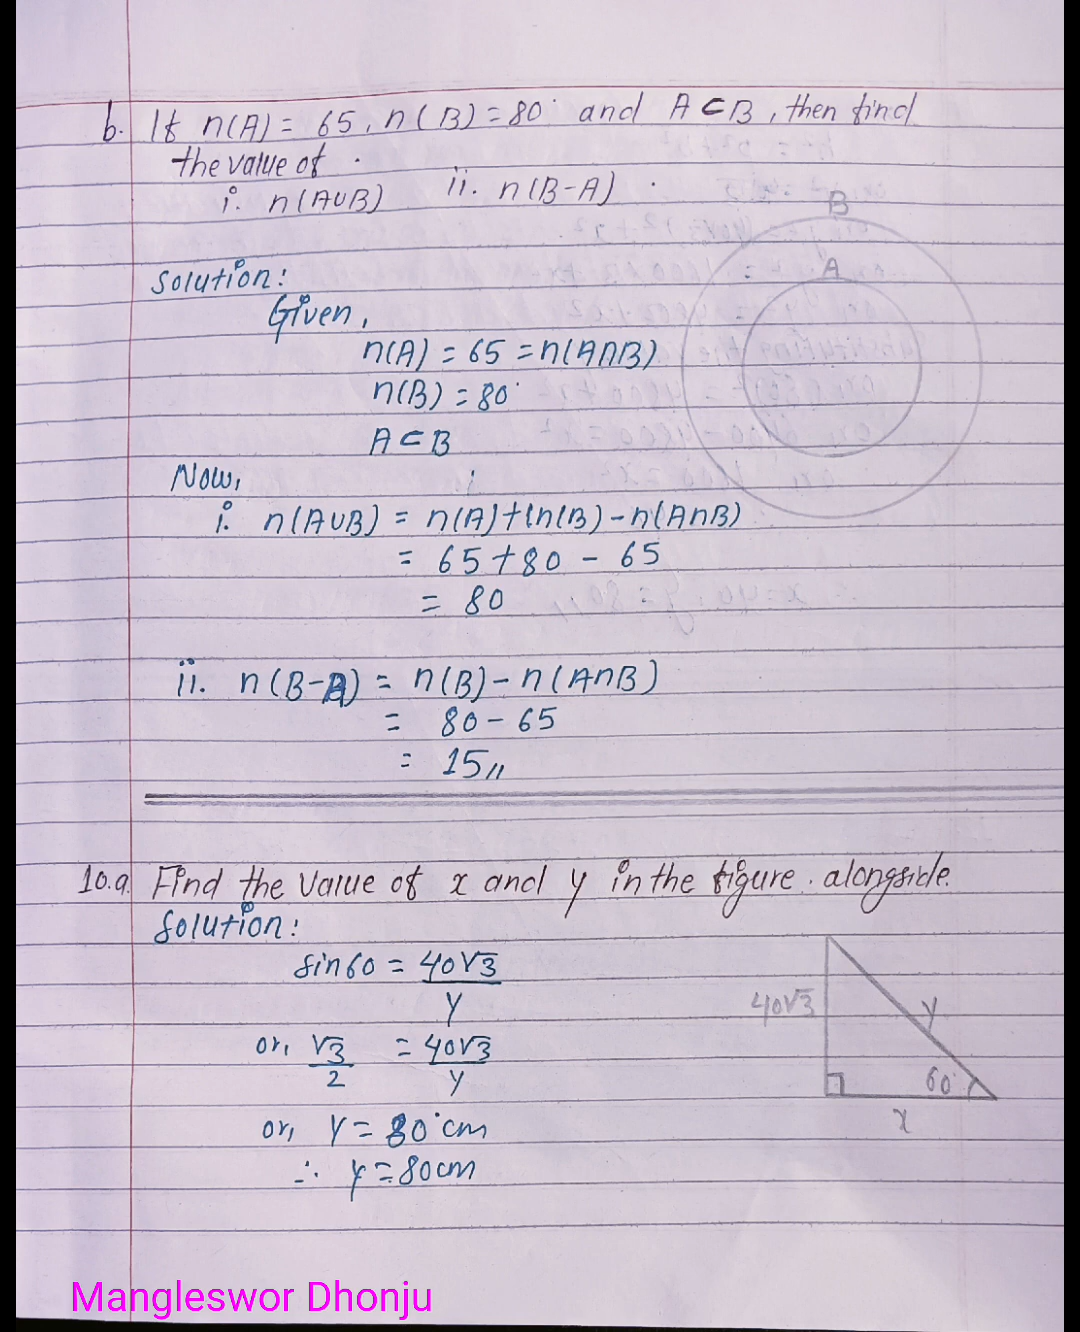 b. If n(A) = 65, n(B) = 80 and A⊂B, then find
the value of
i. n(A∪B) ii. n(B-A)
B
A
Solution:
Given,
n(A) = 65 = n(A∩B)
n(B) = 80
A⊂B
Now,
i. n(A∪B) = n(A)+n(B)-n(A∩B)
= 65+80 - 65
= 80
ii. n(B-A) = n(B)-n(A∩B)
= 80-65
= 15//
10.a. Find the value of x and y in the figure alongside.
Solution:
sin60 = 40√3/y
or, √3/2 = 40√3/y
or, y = 80 cm
∴ y = 80cm
40√3
y
60°
x
Mangleswor Dhonju